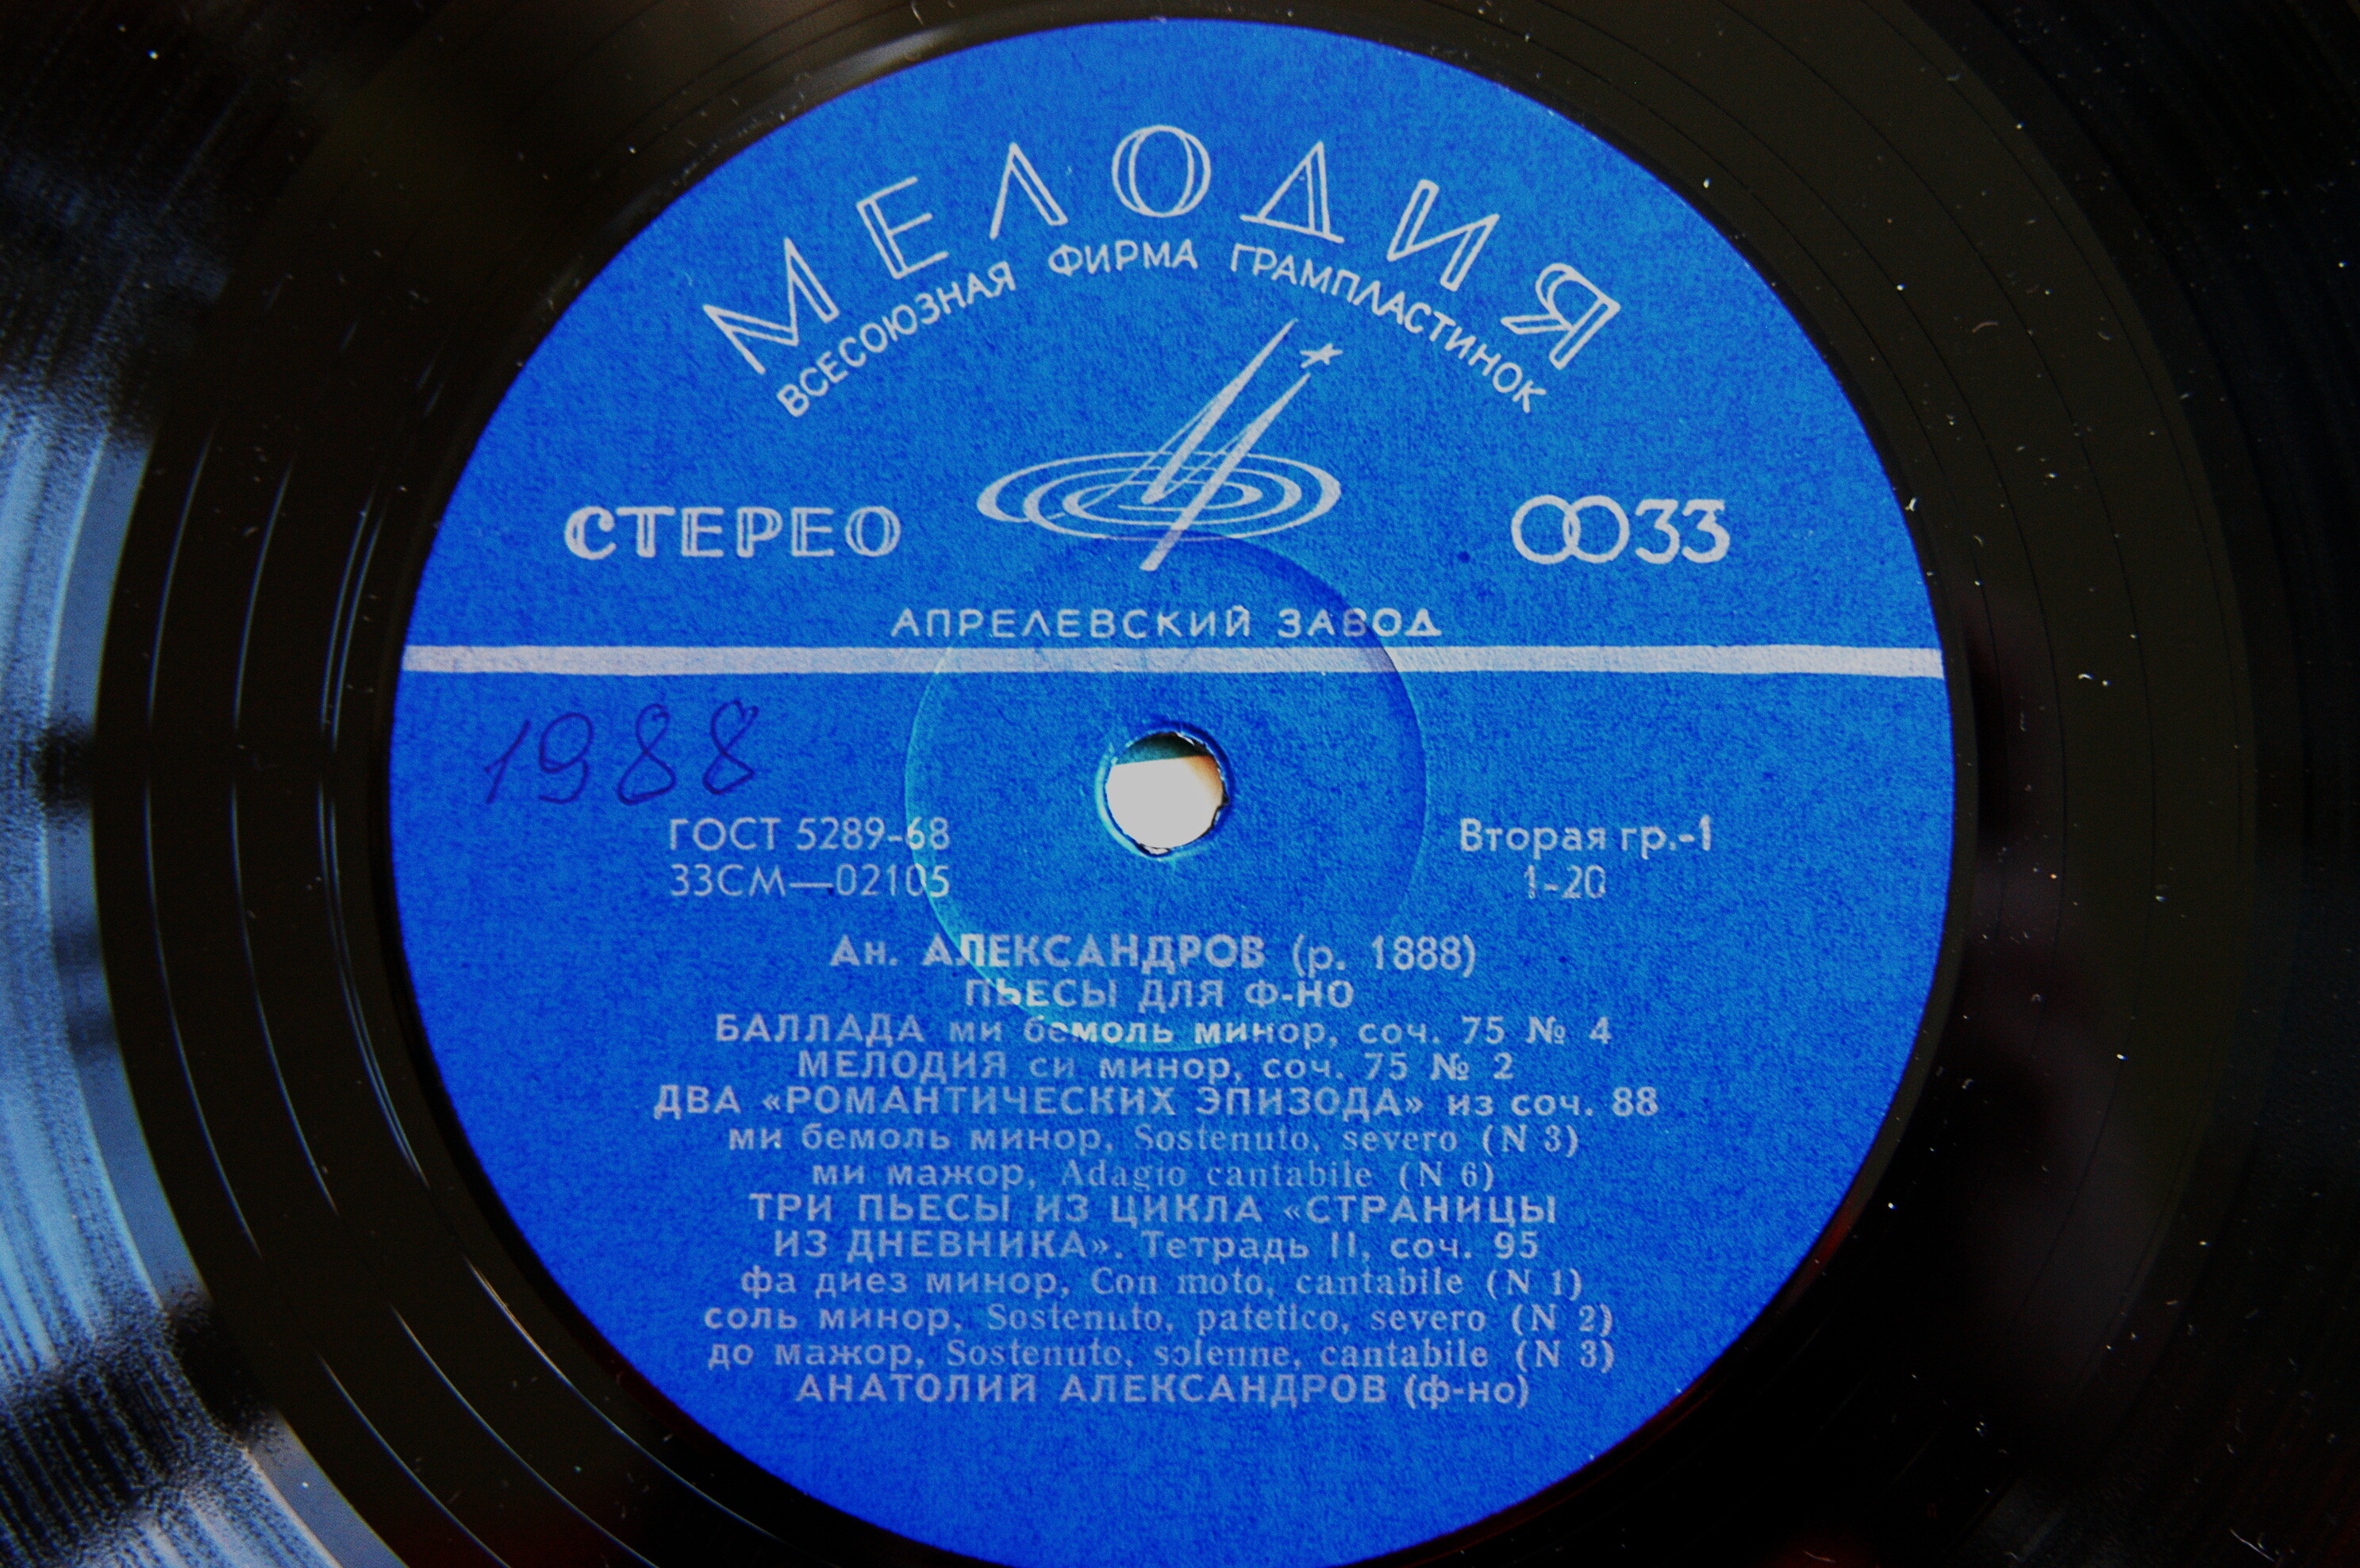 МЕЛОДИЯ
ВСЕСОЮЗНАЯ ФИРМА ГРАМПЛАСТИНОК
СТЕРЕО
33
АПРЕЛЕВСКИЙ ЗАВОД
1988
ГОСТ 5289-68
Вторая гр.-1
33СМ—02105
1-20
Ан. АЛЕКСАНДРОВ (р. 1888)
ПЬЕСЫ ДЛЯ Ф-НО
БАЛЛАДА ми бемоль минор, соч. 75 № 4
МЕЛОДИЯ си минор, соч. 75 № 2
ДВА «РОМАНТИЧЕСКИХ ЭПИЗОДА» из соч. 88
ми бемоль минор, Sostenuto, severo (N 3)
ми мажор, Adagio cantabile (N 6)
ТРИ ПЬЕСЫ ИЗ ЦИКЛА «СТРАНИЦЫ
ИЗ ДНЕВНИКА». Тетрадь II, соч. 95
фа диез минор, Con moto, cantabile (N 1)
соль минор, Sostenuto, patetico, severo (N 2)
до мажор, Sostenuto, solenne, cantabile (N 3)
АНАТОЛИЙ АЛЕКСАНДРОВ (ф-но)